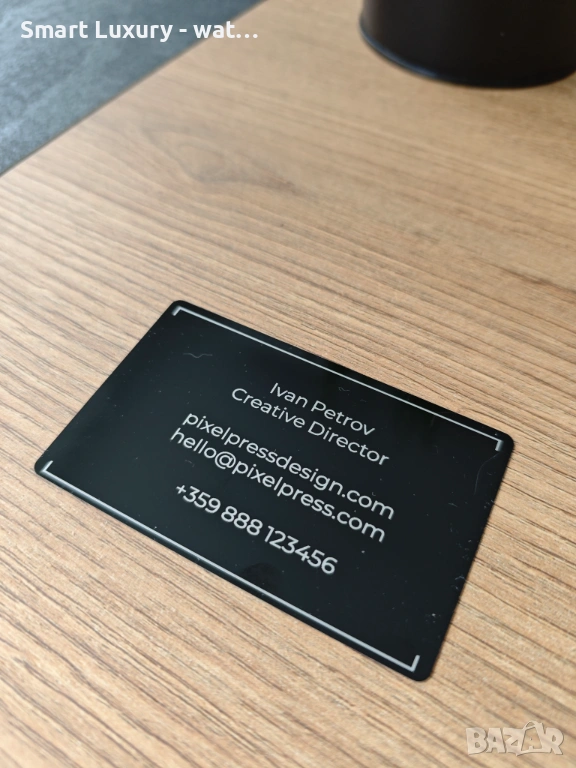 Smart Luxury - wat...
Ivan Petrov
Creative Director
pixelpressdesign.com
hello@pixelpress.com
+359 888 123456
BAZAR